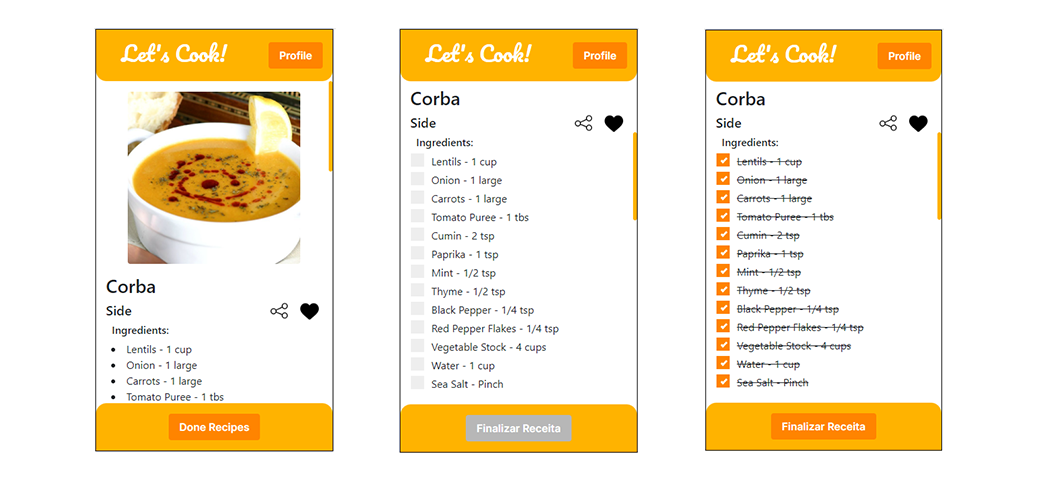 Let's Cook!
Profile
Corba
Side
Ingredients:
Lentils - 1 cup
Onion - 1 large
Carrots - 1 large
Tomato Puree - 1 tbs
Done Recipes
Let's Cook!
Profile
Corba
Side
Ingredients:
Lentils - 1 cup
Onion - 1 large
Carrots - 1 large
Tomato Puree - 1 tbs
Cumin - 2 tsp
Paprika - 1 tsp
Mint - 1/2 tsp
Thyme - 1/2 tsp
Black Pepper - 1/4 tsp
Red Pepper Flakes - 1/4 tsp
Vegetable Stock - 4 cups
Water - 1 cup
Sea Salt - Pinch
Finalizar Receita
Let's Cook!
Profile
Corba
Side
Ingredients:
Lentils - 1 cup
Onion - 1 large
Carrots - 1 large
Tomato Puree - 1 tbs
Cumin - 2 tsp
Paprika - 1 tsp
Mint - 1/2 tsp
Thyme - 1/2 tsp
Black Pepper - 1/4 tsp
Red Pepper Flakes - 1/4 tsp
Vegetable Stock - 4 cups
Water - 1 cup
Sea Salt - Pinch
Finalizar Receita